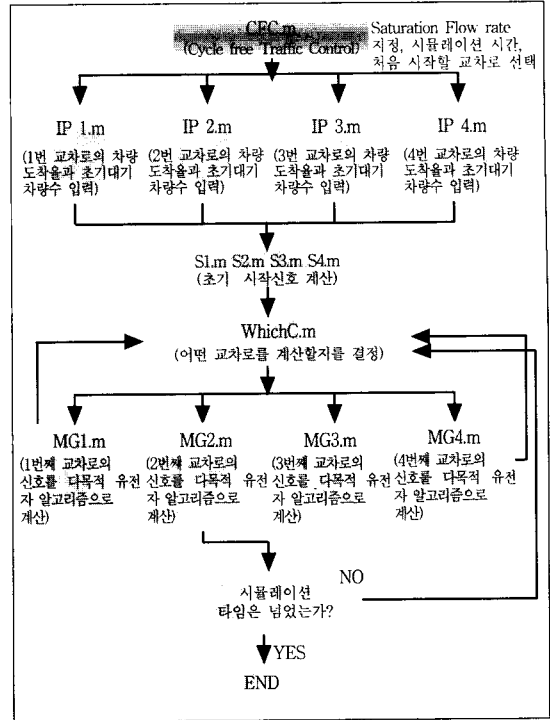 CFC.m
(Cycle free Traffic Control)
Saturation Flow rate
지정, 시뮬레이션 시간,
처음 시작할 교차로 선택
IP 1.m
(1번 교차로의 차량
도착율과 초기대기
차량수 입력)
IP 2.m
(2번 교차로의 차량
도착율과 초기대기
차량수 입력)
IP 3.m
(3번 교차로의 차량
도착율과 초기대기
차량수 입력)
IP 4.m
(4번 교차로의 차량
도착율과 초기대기
차량수 입력)
S1.m S2.m S3.m S4.m
(초기 시작신호 계산)
WhichC.m
(어떤 교차로를 계산할지를 결정)
MG1.m
(1번째 교차로의
신호를 다목적 유전
자 알고리즘으로
계산)
MG2.m
(2번째 교차로의
신호를 다목적 유전
자 알고리즘으로
계산)
MG3.m
(3번째 교차로의
신호를 다목적 유전
자 알고리즘으로
계산)
MG4.m
(4번째 교차로의
신호를 다목적 유전
자 알고리즘으로
계산)
시뮬레이션
타임은 넘었는가?
NO
YES
END